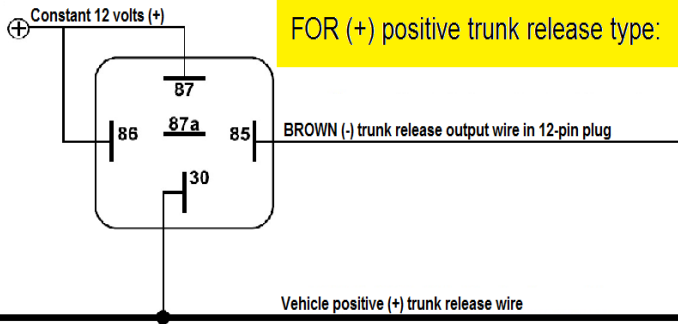 Constant 12 volts (+)
FOR (+) positive trunk release type:
87
86
87a
85
BROWN (-) trunk release output wire in 12-pin plug
30
Vehicle positive (+) trunk release wire